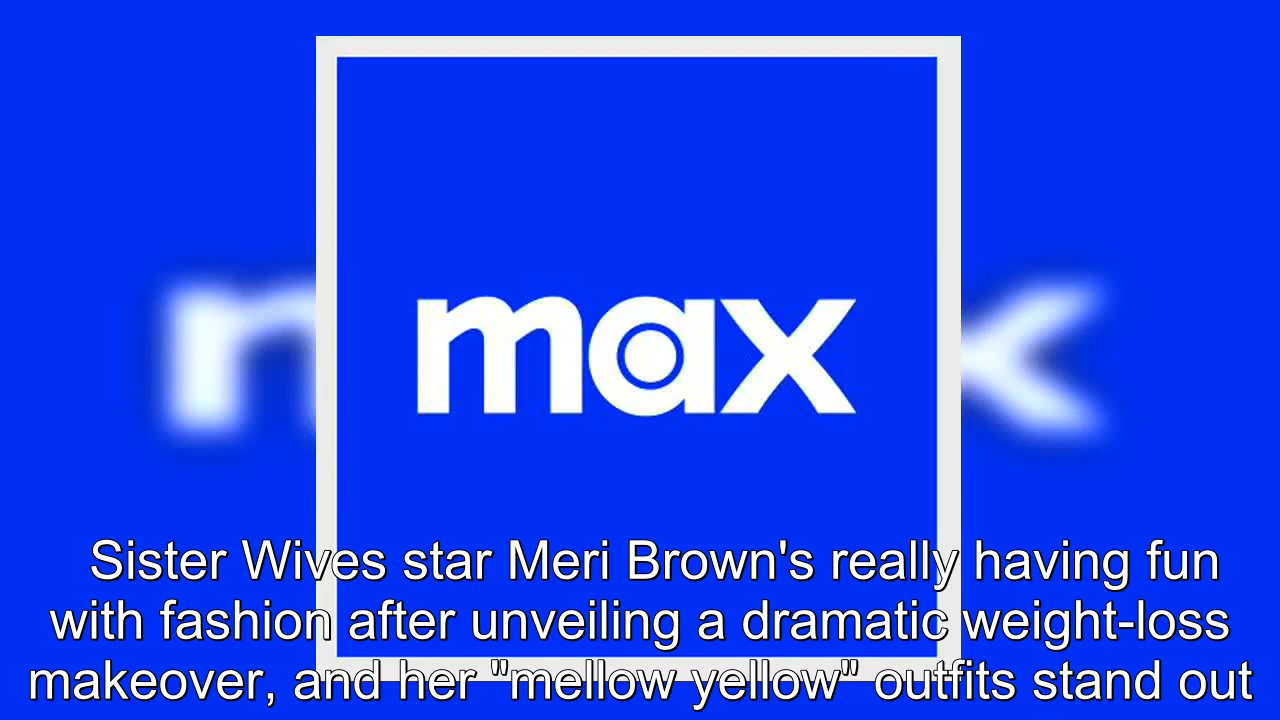 max
Sister Wives star Meri Brown's really having fun
with fashion after unveiling a dramatic weight-loss
makeover, and her "mellow yellow" outfits stand out